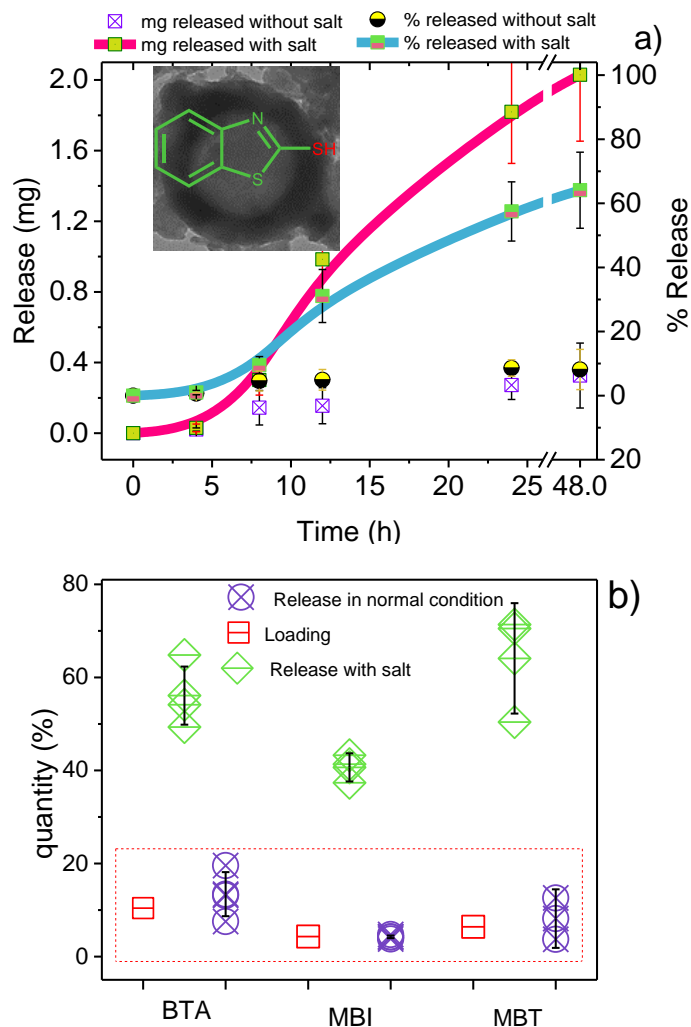 mg released without salt
% released without salt
mg released with salt
% released with salt
a)
2.0
1.6
1.2
0.8
0.4
0.0
Release (mg)
N
S
SH
100
80
60
40
20
0
20
% Release
0 5 10 15 20 25 48.0
Time (h)
b)
80
60
40
20
0
quantity (%)
Release in normal condition
Loading
Release with salt
BTA MBI MBT